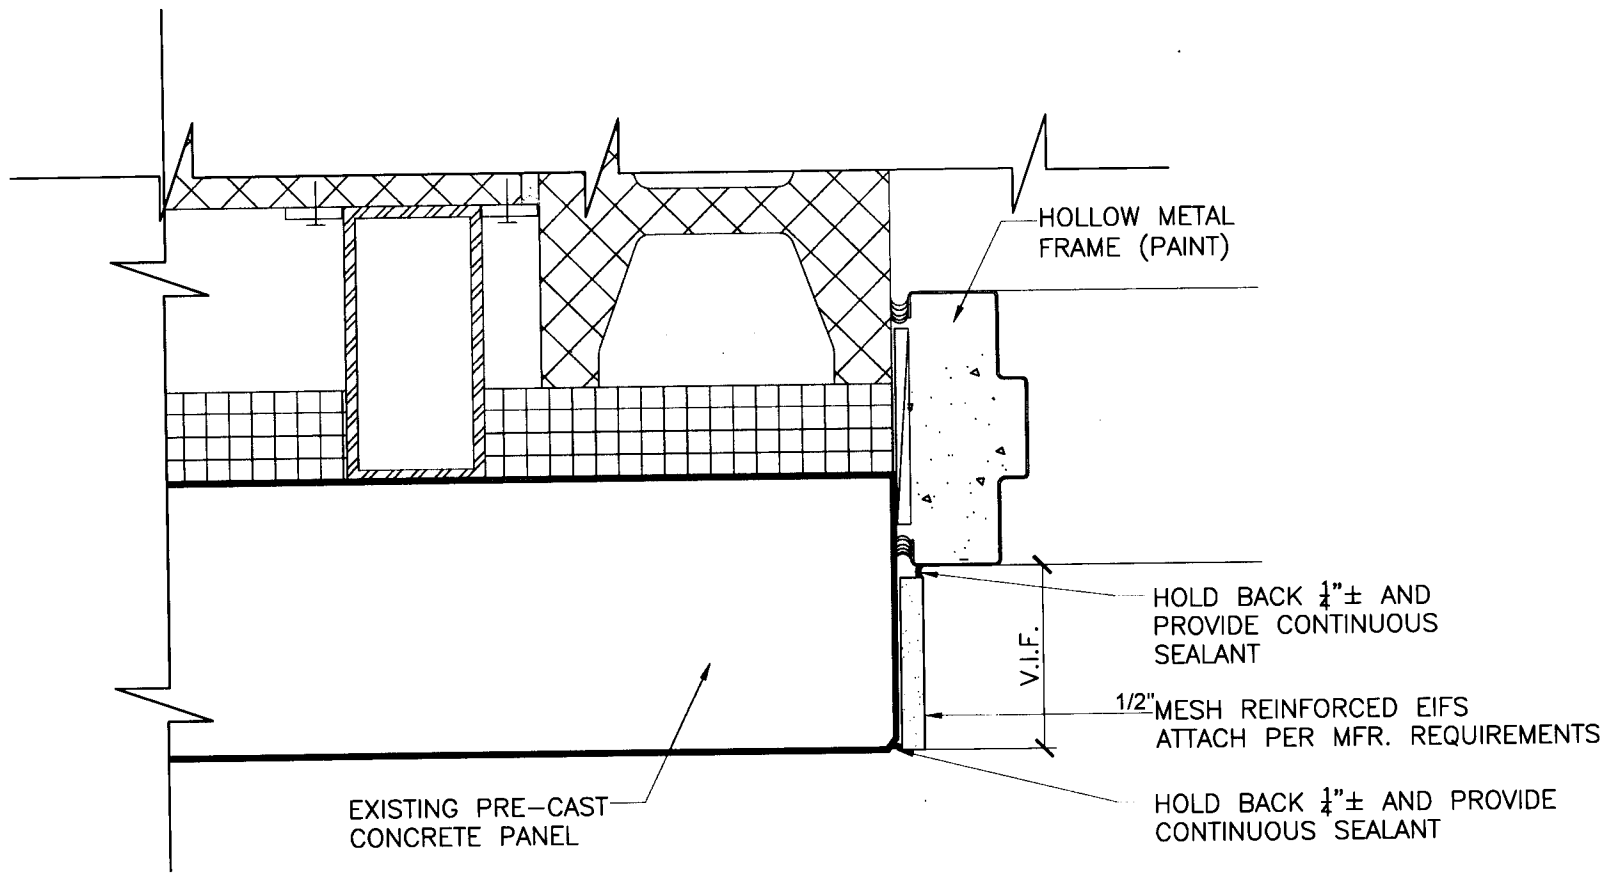 HOLLOW METAL
FRAME (PAINT)
HOLD BACK ¼"± AND
PROVIDE CONTINUOUS
SEALANT
V.I.F.
1/2" MESH REINFORCED EIFS
ATTACH PER MFR. REQUIREMENTS
EXISTING PRE-CAST
CONCRETE PANEL
HOLD BACK ¼"± AND PROVIDE
CONTINUOUS SEALANT